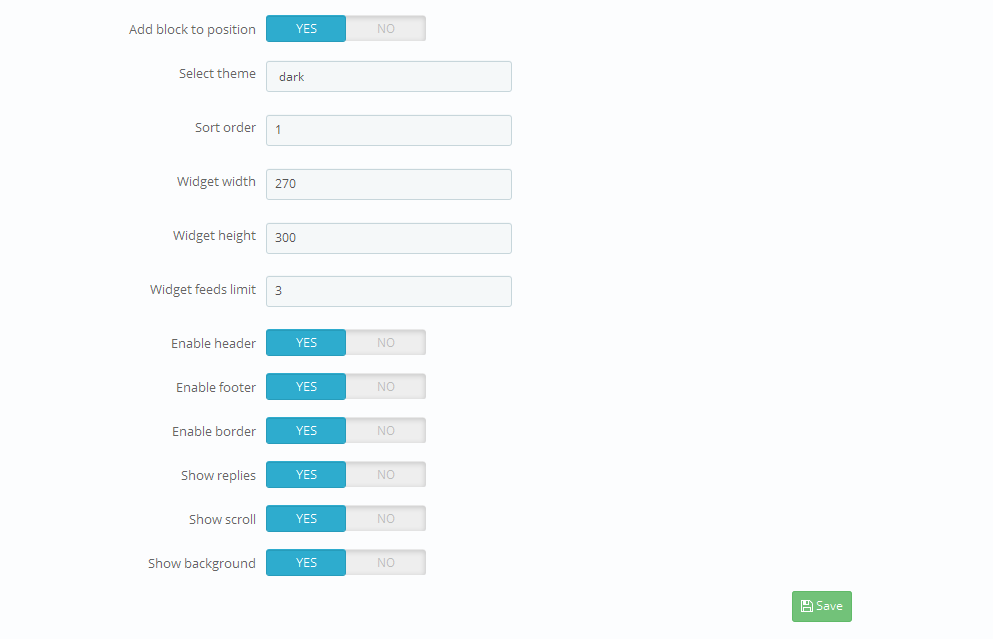 Add block to position YES NO
Select theme dark
Sort order 1
Widget width 270
Widget height 300
Widget feeds limit 3
Enable header YES NO
Enable footer YES NO
Enable border YES NO
Show replies YES NO
Show scroll YES NO
Show background YES NO
Save